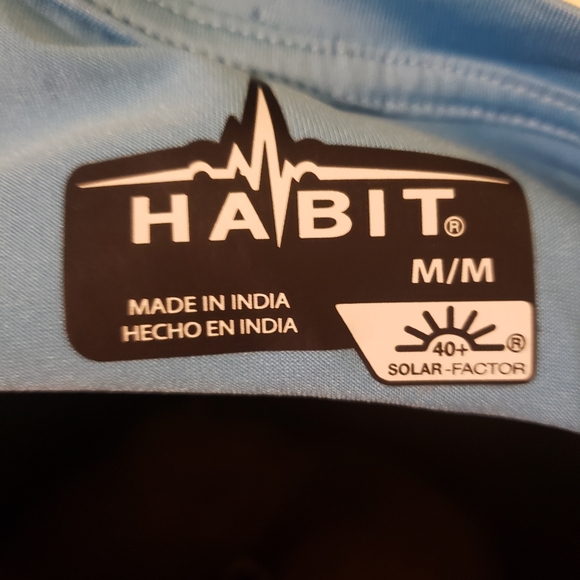 HABIT®
M/M
MADE IN INDIA
HECHO EN INDIA
40+ ®
SOLAR-FACTOR